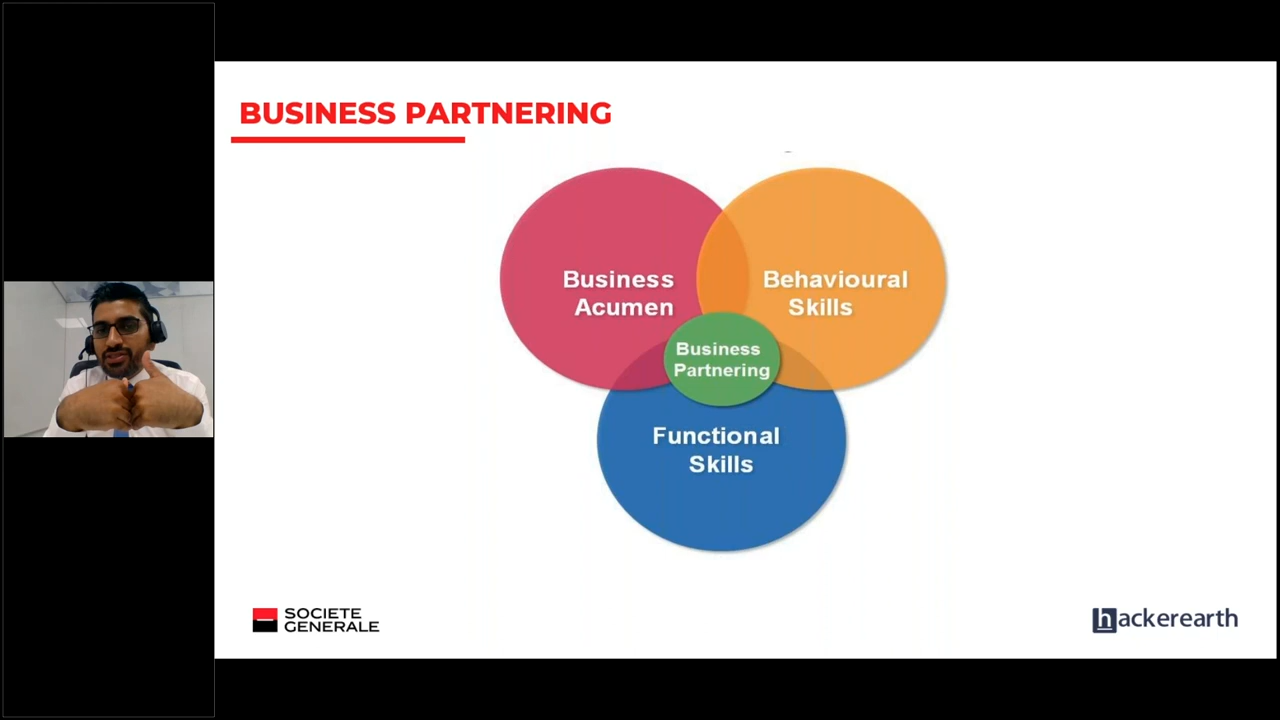 BUSINESS PARTNERING
Business
Acumen
Behavioural
Skills
Business
Partnering
Functional
Skills
SOCIETE
GENERALE
hackerearth